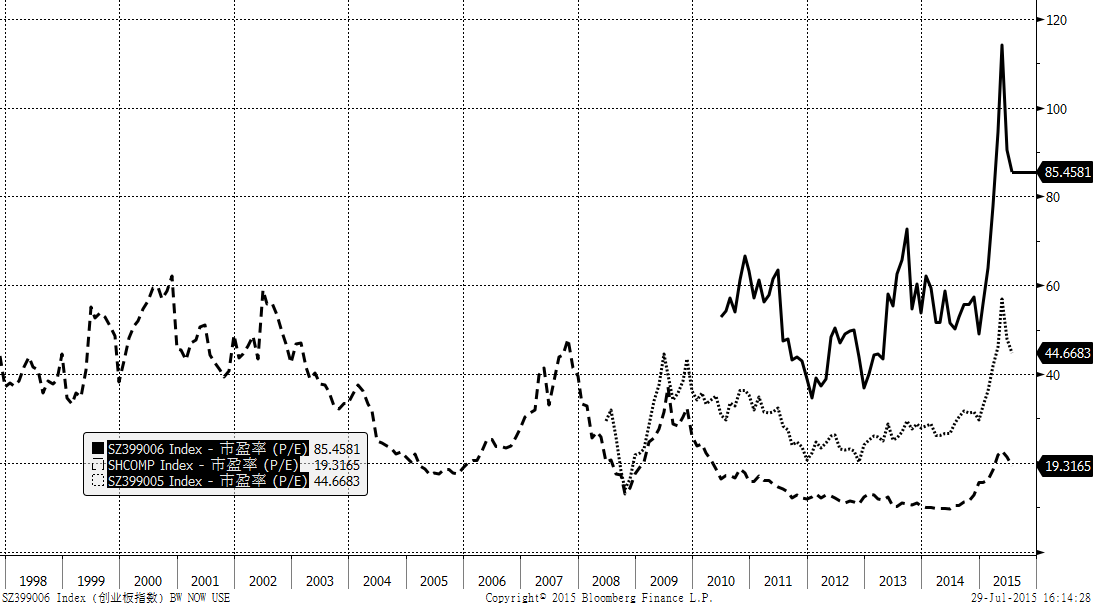 120
100
85.4581
80
60
44.6683
40
19.3165
SZ399006 Index - 市盈率 (P/E) 85.4581
SHCOMP Index - 市盈率 (P/E) 19.3165
SZ399005 Index - 市盈率 (P/E) 44.6683
1998 1999 2000 2001 2002 2003 2004 2005 2006 2007 2008 2009 2010 2011 2012 2013 2014 2015
SZ399006 Index (创业板指数) BW NOW USE Copyright© 2015 Bloomberg Finance L.P. 29-Jul-2015 16:14:28